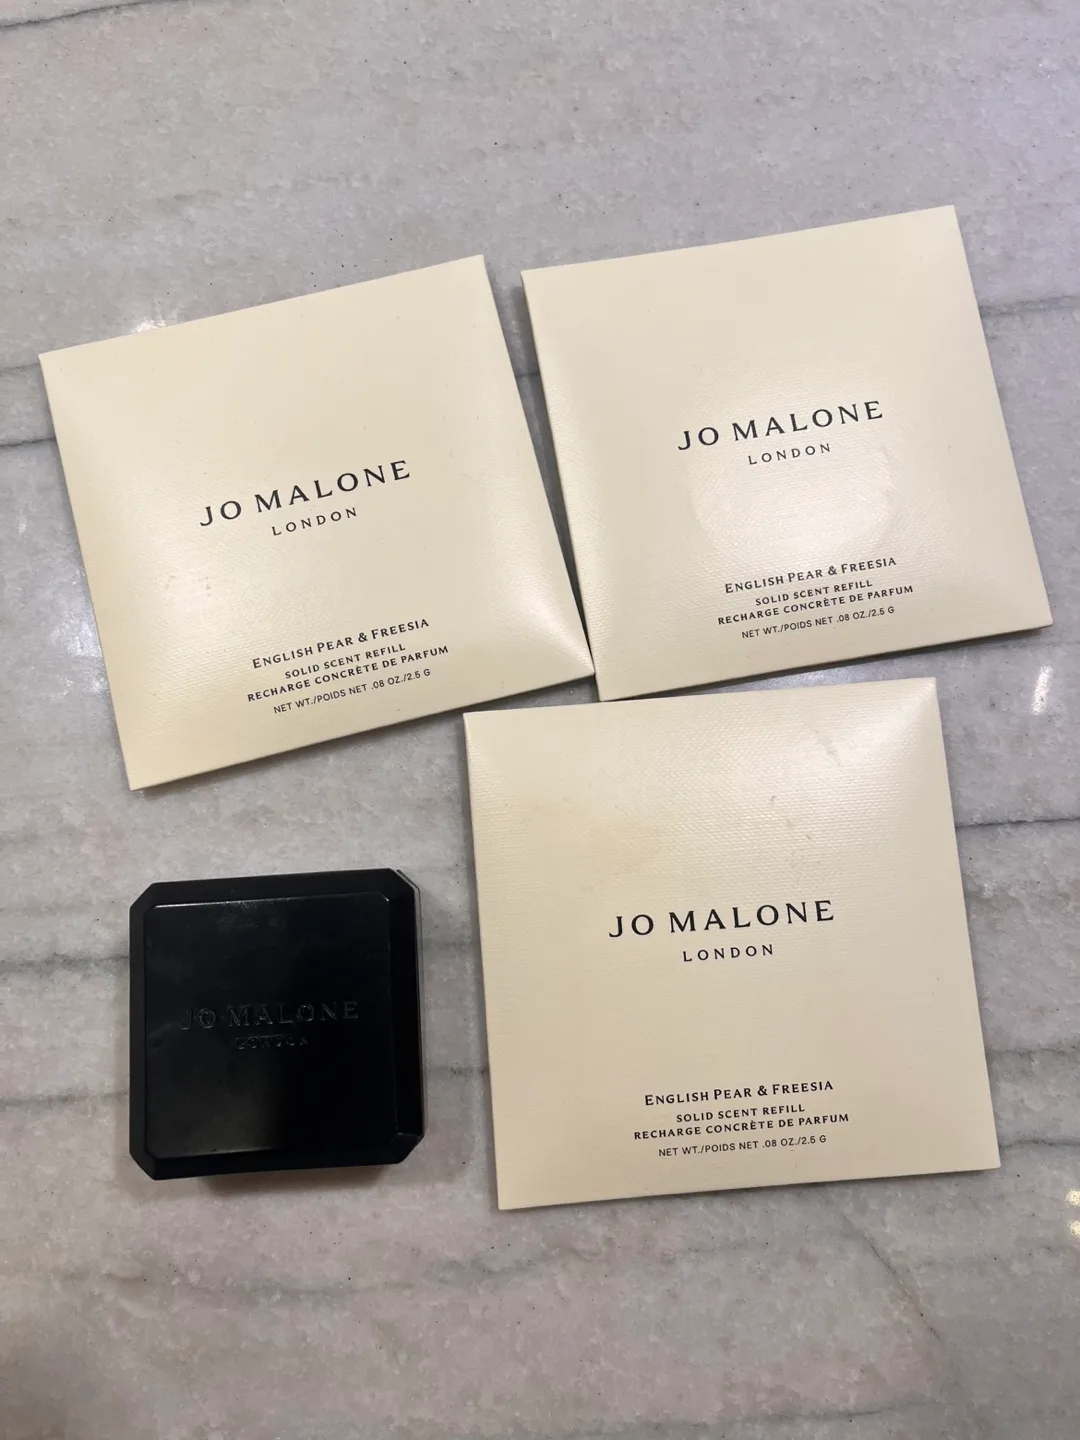 JO MALONE
LONDON
ENGLISH PEAR & FREESIA
SOLID SCENT REFILL
RECHARGE CONCRÈTE DE PARFUM
NET WT./POIDS NET .08 OZ./2.5 G
JO MALONE
LONDON
ENGLISH PEAR & FREESIA
SOLID SCENT REFILL
RECHARGE CONCRÈTE DE PARFUM
NET WT./POIDS NET .08 OZ./2.5 G
JO MALONE
LONDON
JO MALONE
LONDON
ENGLISH PEAR & FREESIA
SOLID SCENT REFILL
RECHARGE CONCRÈTE DE PARFUM
NET WT./POIDS NET .08 OZ./2.5 G